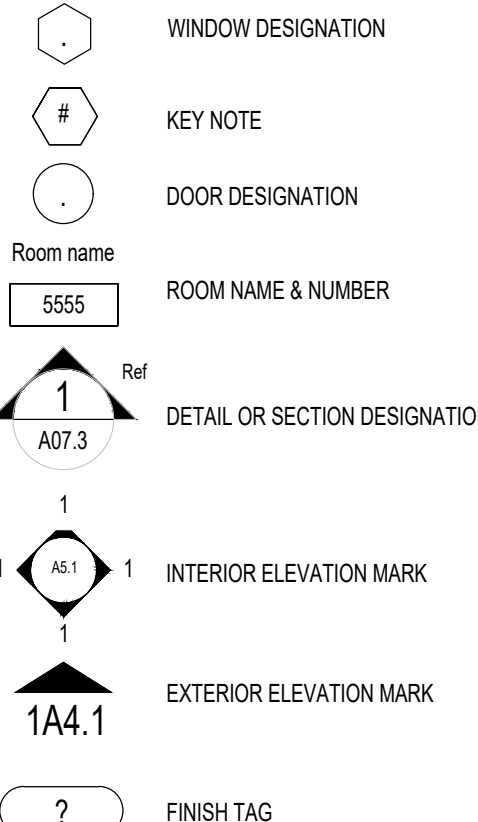 . WINDOW DESIGNATION
# KEY NOTE
. DOOR DESIGNATION
Room name
5555 ROOM NAME & NUMBER
Ref
1
DETAIL OR SECTION DESIGNATION
A07.3
1
1 A5.1 1 INTERIOR ELEVATION MARK
1
EXTERIOR ELEVATION MARK
1A4.1
? FINISH TAG